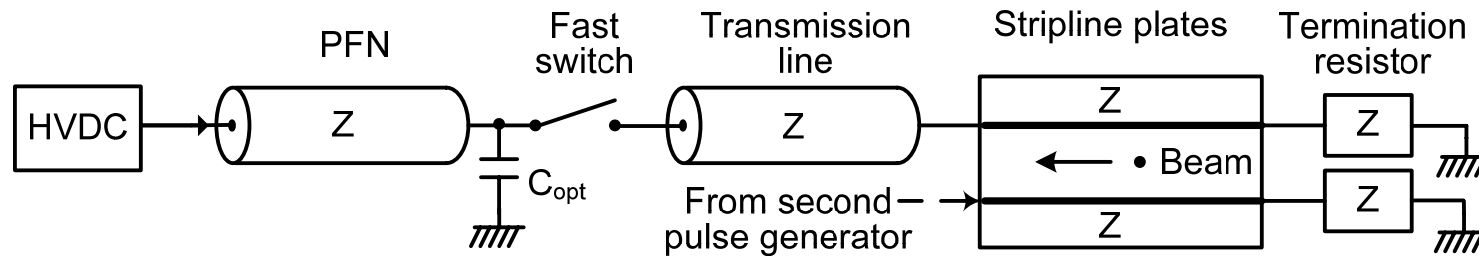 PFN
Fast
switch
Transmission
line
Stripline plates
Termination
resistor
HVDC
Z
Z
Z
Z
C_opt
Beam
From second
pulse generator
Z
Z